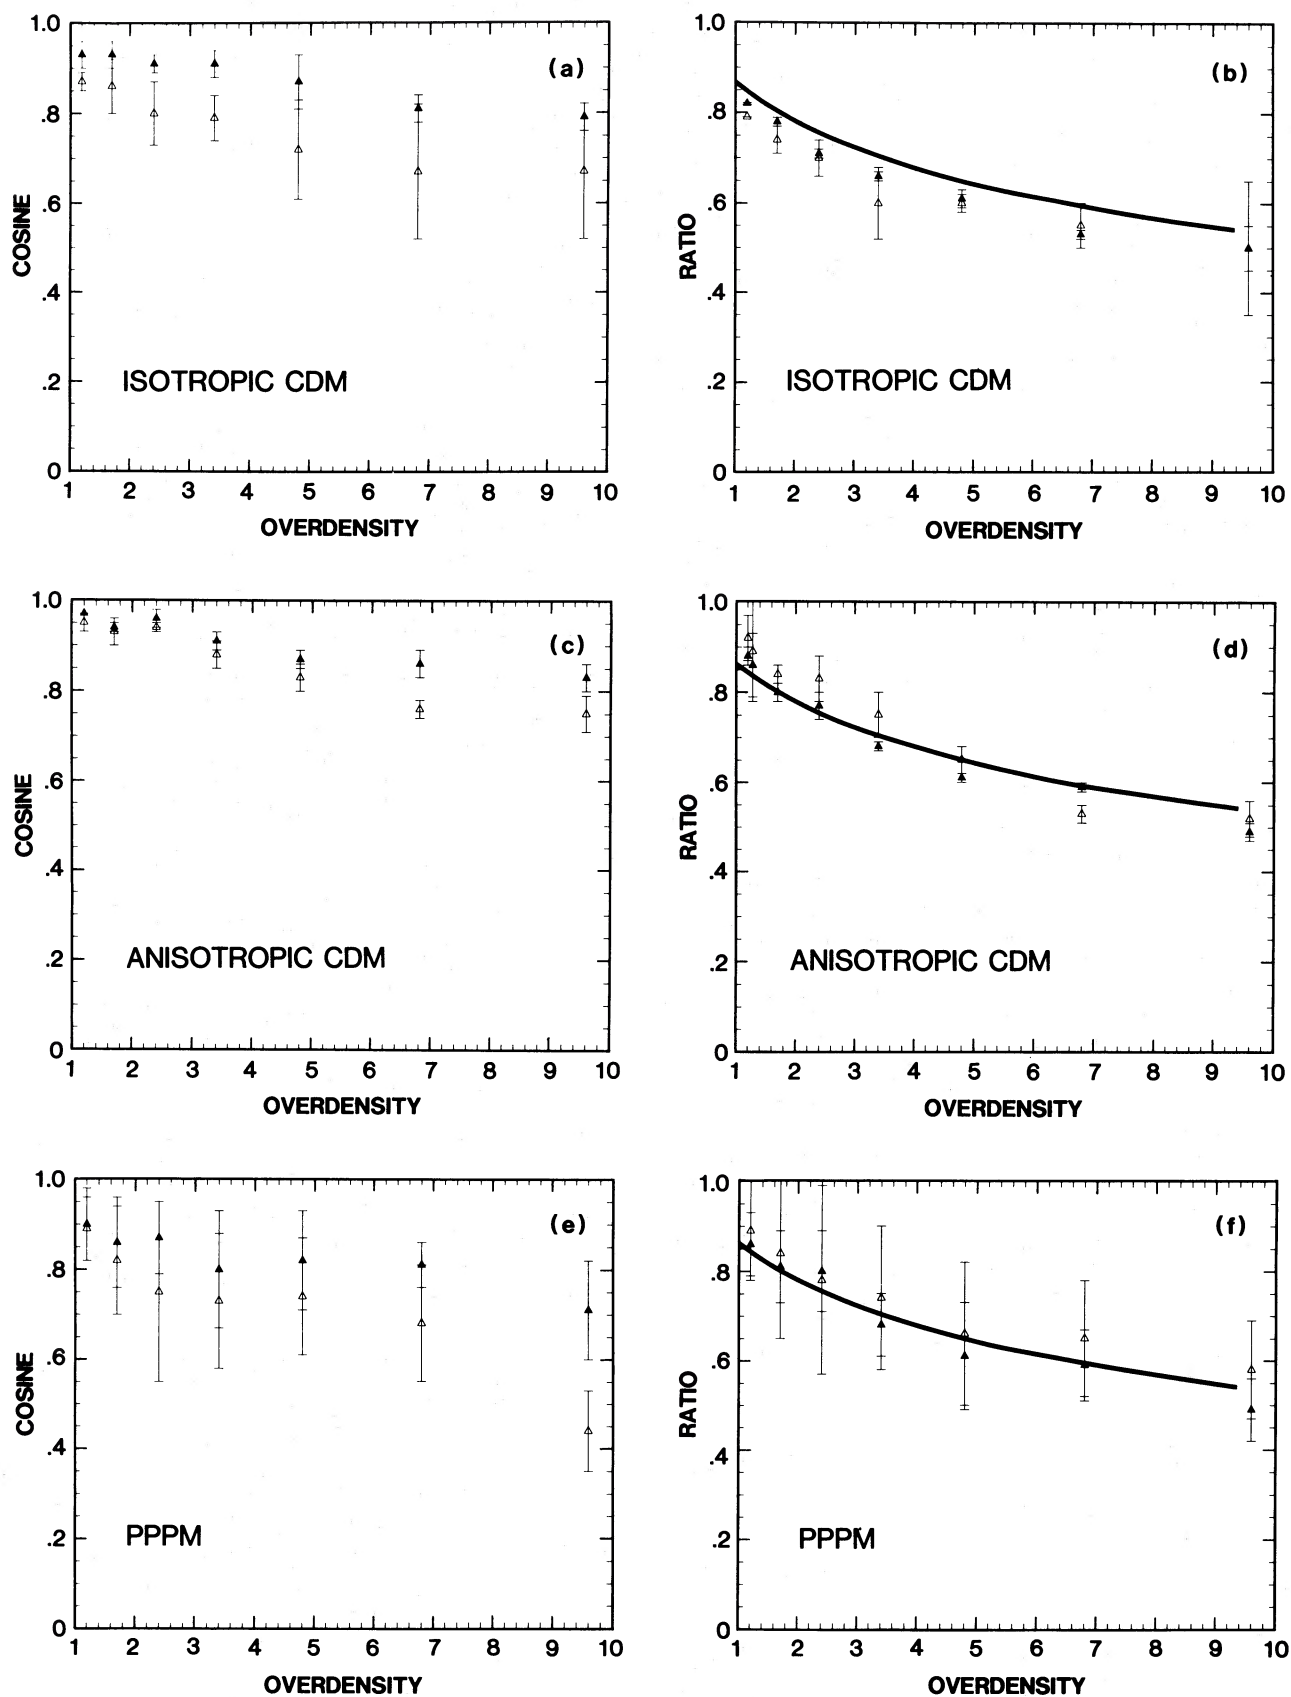 1.0
.8
.6
.4
.2
0
COSINE
(a)
ISOTROPIC CDM
1 2 3 4 5 6 7 8 9 10
OVERDENSITY
1.0
.8
.6
.4
.2
0
RATIO
(b)
ISOTROPIC CDM
1 2 3 4 5 6 7 8 9 10
OVERDENSITY
1.0
.8
.6
.4
.2
0
COSINE
(c)
ANISOTROPIC CDM
1 2 3 4 5 6 7 8 9 10
OVERDENSITY
1.0
.8
.6
.4
.2
0
RATIO
(d)
ANISOTROPIC CDM
1 2 3 4 5 6 7 8 9 10
OVERDENSITY
1.0
.8
.6
.4
.2
0
COSINE
(e)
PPPM
1 2 3 4 5 6 7 8 9 10
OVERDENSITY
1.0
.8
.6
.4
.2
0
RATIO
(f)
PPPM
1 2 3 4 5 6 7 8 9 10
OVERDENSITY